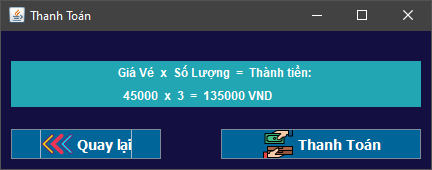 Thanh Toán
Giá Vé x Số Lượng = Thành tiền:
45000 x 3 = 135000 VND
Quay lại
Thanh Toán